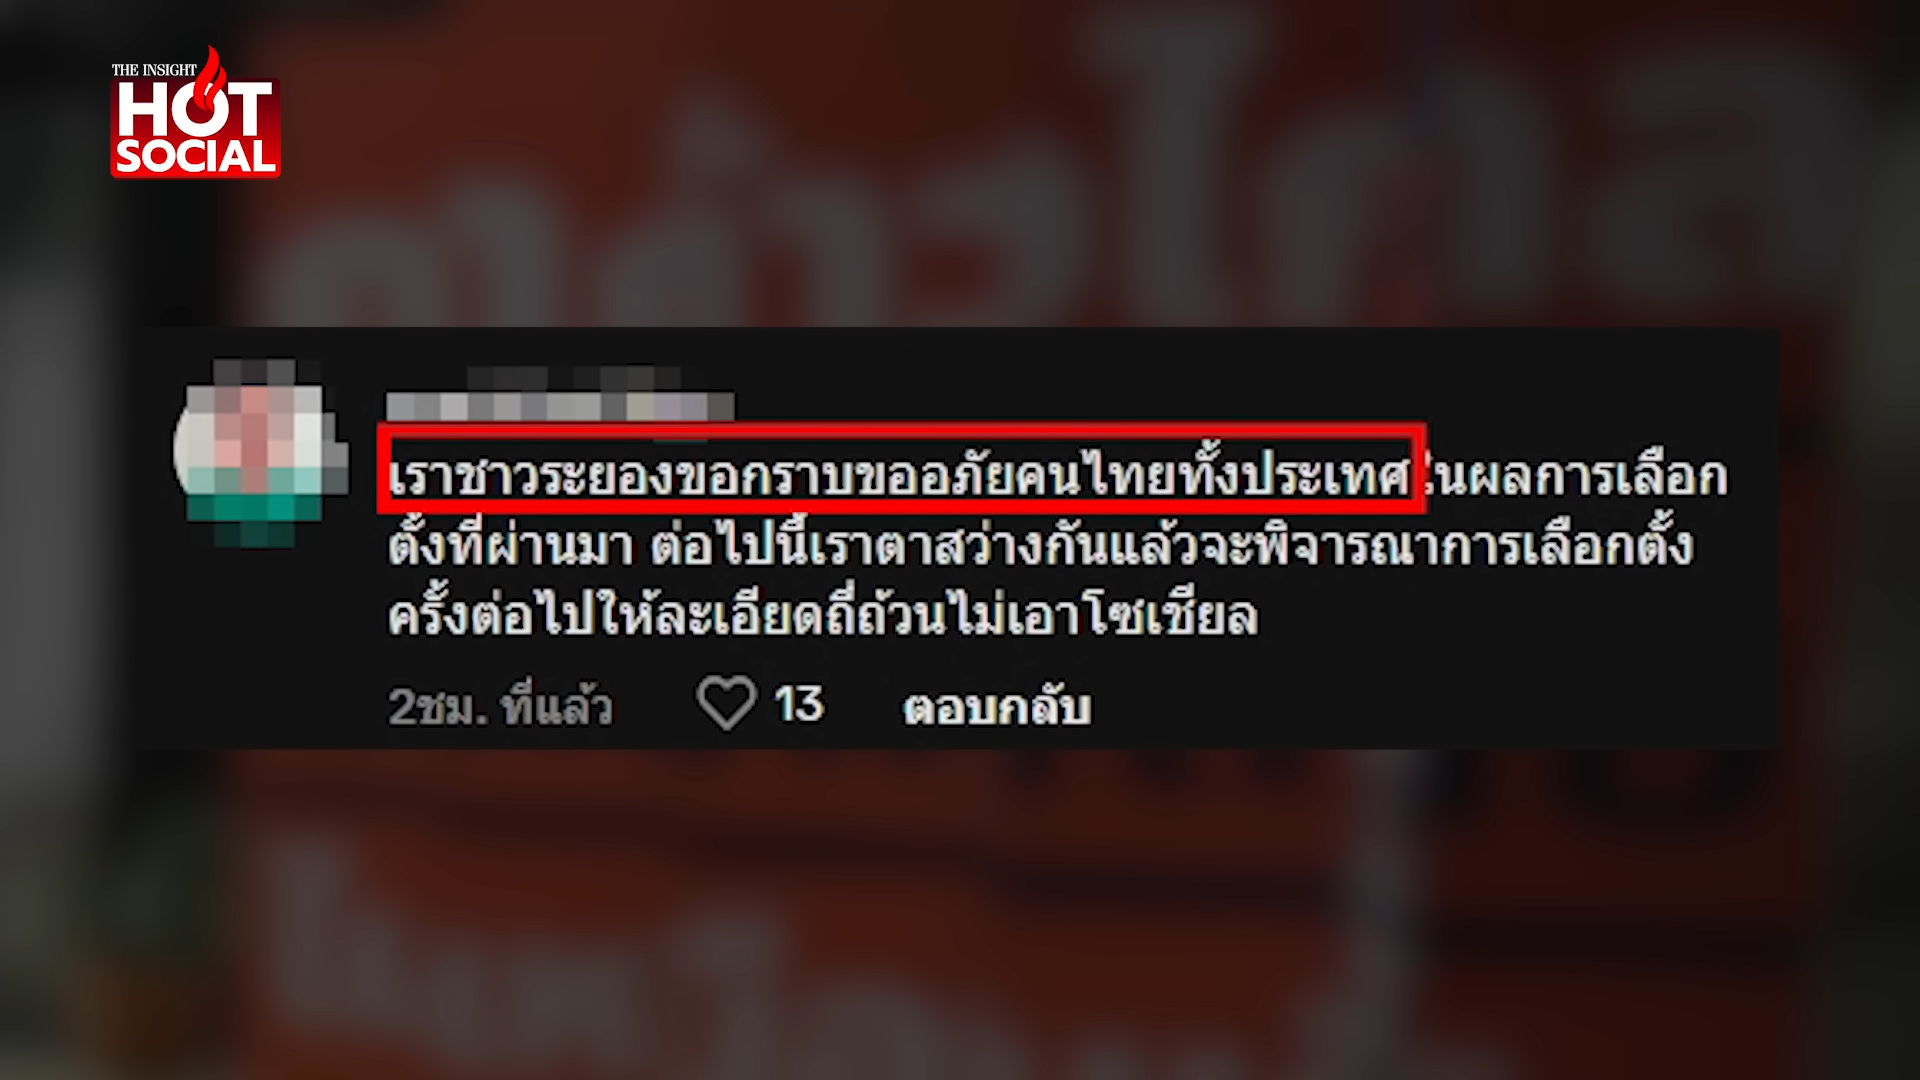 THE INSIGHT
HOT
SOCIAL
เราชาวระยองขอกราบขออภัยคนไทยทั้งประเทศในผลการเลือก
ตั้งที่ผ่านมา ต่อไปนี้เราตาสว่างกันแล้วจะพิจารณาการเลือกตั้ง
ครั้งต่อไปให้ละเอียดถี่ถ้วนไม่เอาโซเชียล
2ชม. ที่แล้ว
13
ตอบกลับ